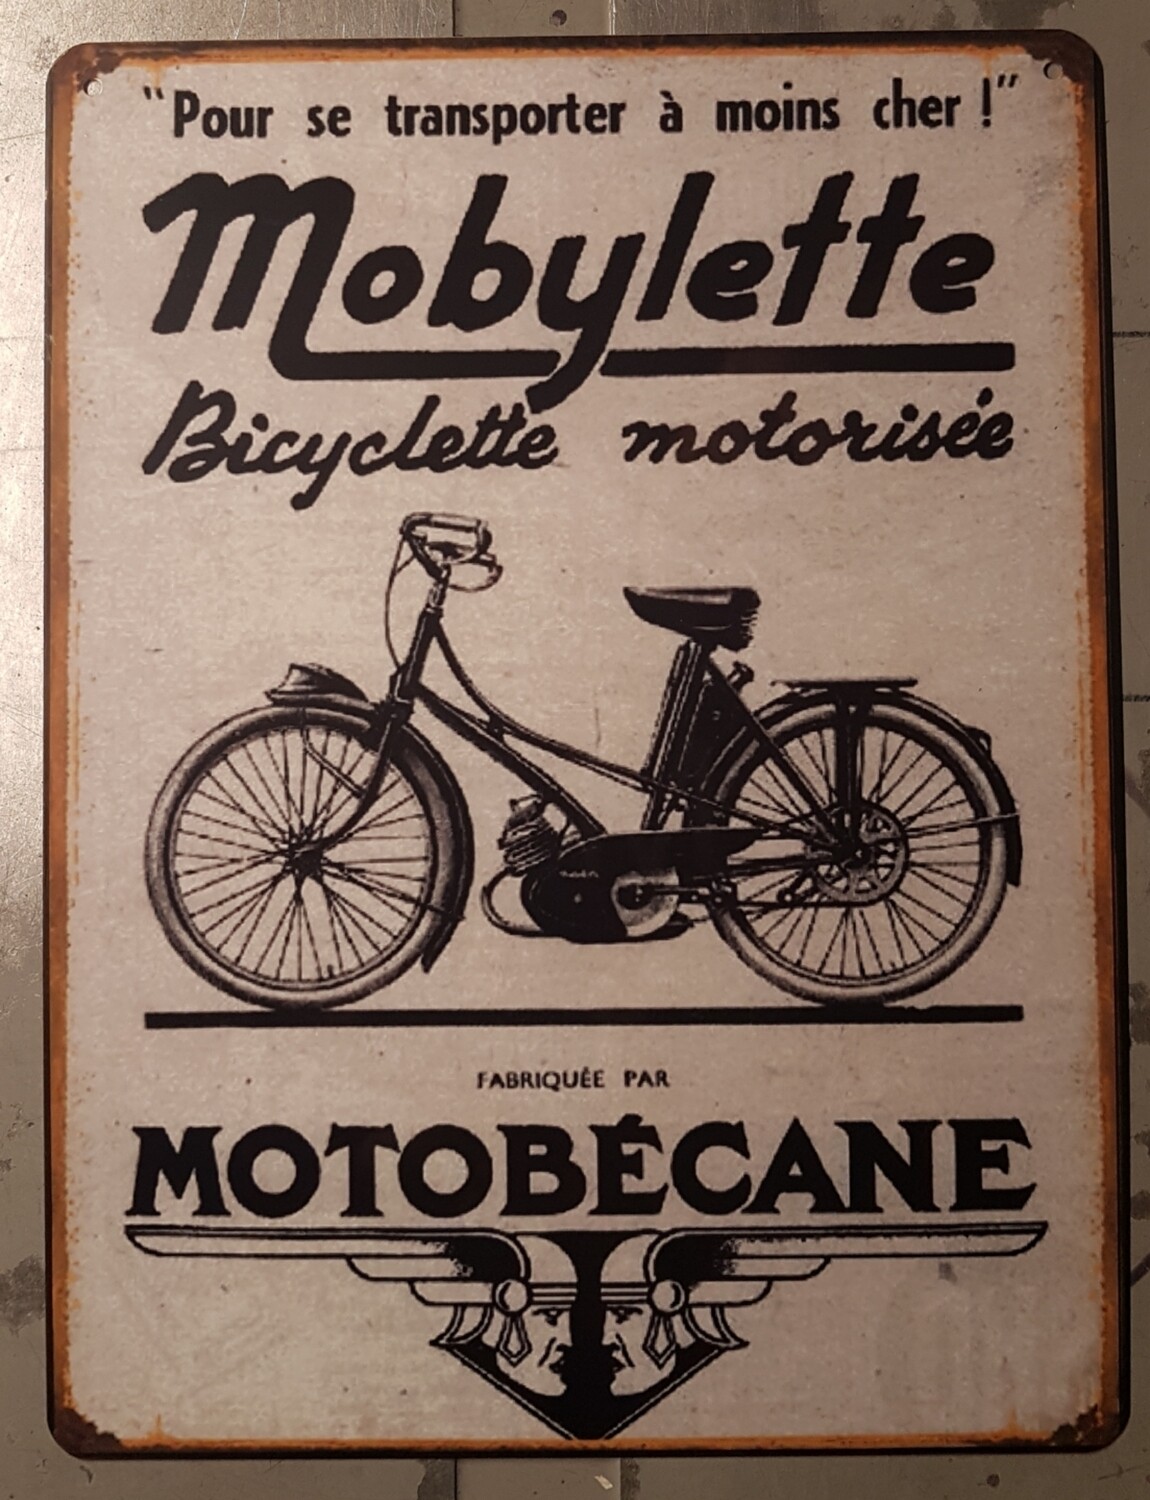 "Pour se transporter à moins cher !"
Mobylette
Bicyclette motorisée
FABRIQUÉE PAR
MOTOBÉCANE